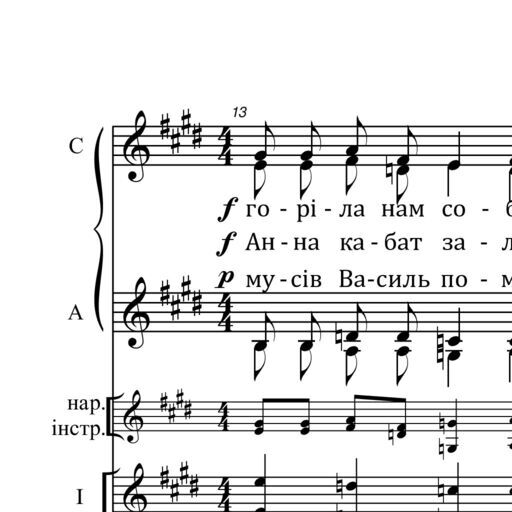 13
C
f го - рі - ла нам со -
f Ан - на ка - бат за -
p му - сів Ва-силь по -
A
нар.
інстр.
I